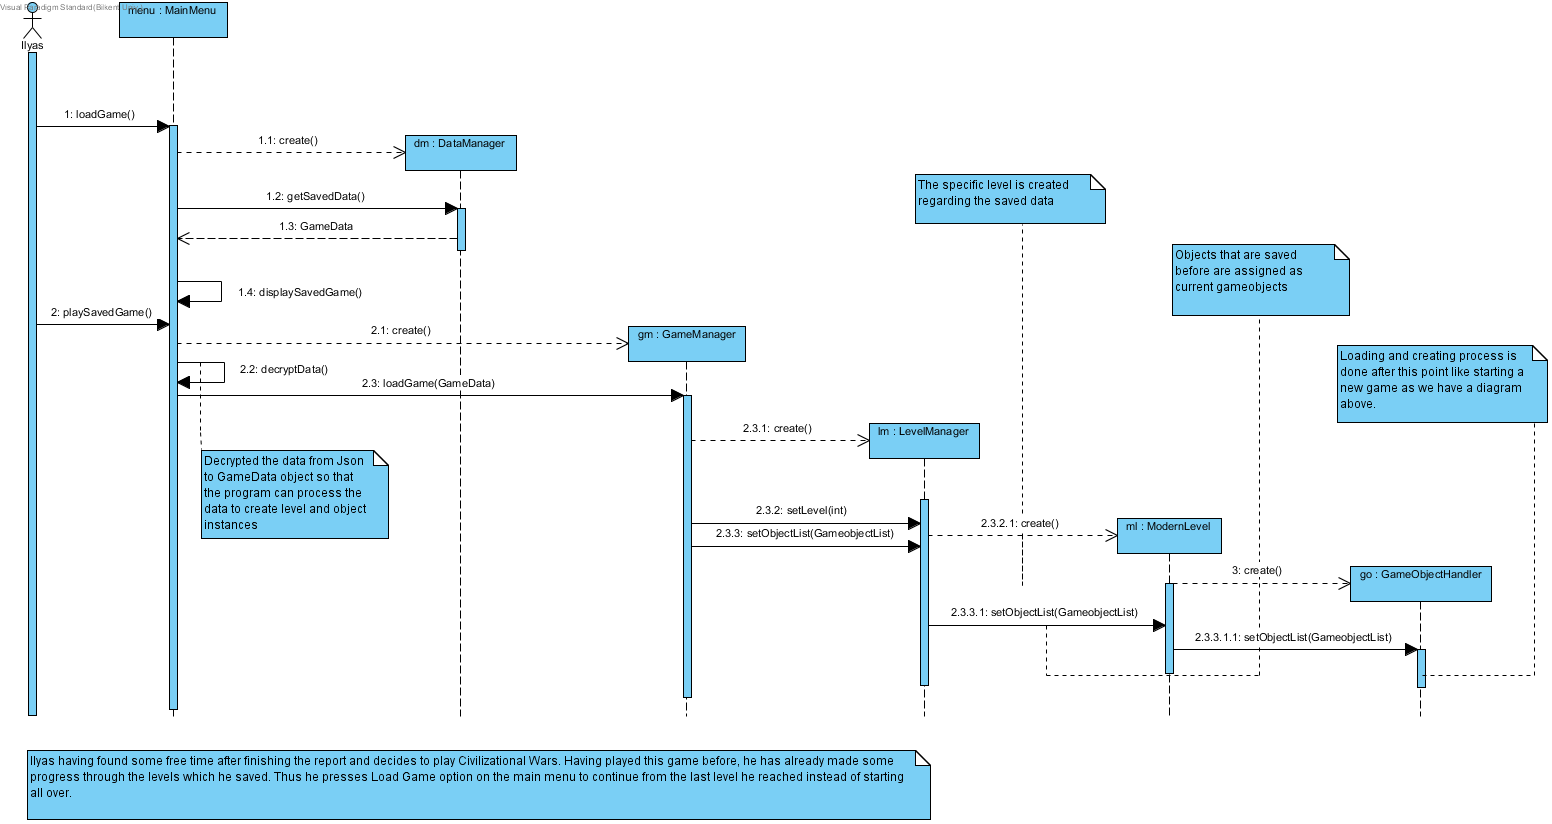 Visual Paradigm Standard(Bilkent Univ.)
Ilyas
menu : MainMenu
1: loadGame()
1.1: create()
dm : DataManager
1.2: getSavedData()
1.3: GameData
The specific level is created
regarding the saved data
Objects that are saved
before are assigned as
current gameobjects
1.4: displaySavedGame()
2: playSavedGame()
2.1: create()
gm : GameManager
Loading and creating process is
done after this point like starting a
new game as we have a diagram
above.
2.2: decryptData()
2.3: loadGame(GameData)
2.3.1: create()
lm : LevelManager
Decrypted the data from Json
to GameData object so that
the program can process the
data to create level and object
instances
2.3.2: setLevel(int)
2.3.2.1: create()
ml : ModernLevel
2.3.3: setObjectList(GameobjectList)
3: create()
go : GameObjectHandler
2.3.3.1: setObjectList(GameobjectList)
2.3.3.1.1: setObjectList(GameobjectList)
Ilyas having found some free time after finishing the report and decides to play Civilizational Wars. Having played this game before, he has already made some
progress through the levels which he saved. Thus he presses Load Game option on the main menu to continue from the last level he reached instead of starting
all over.